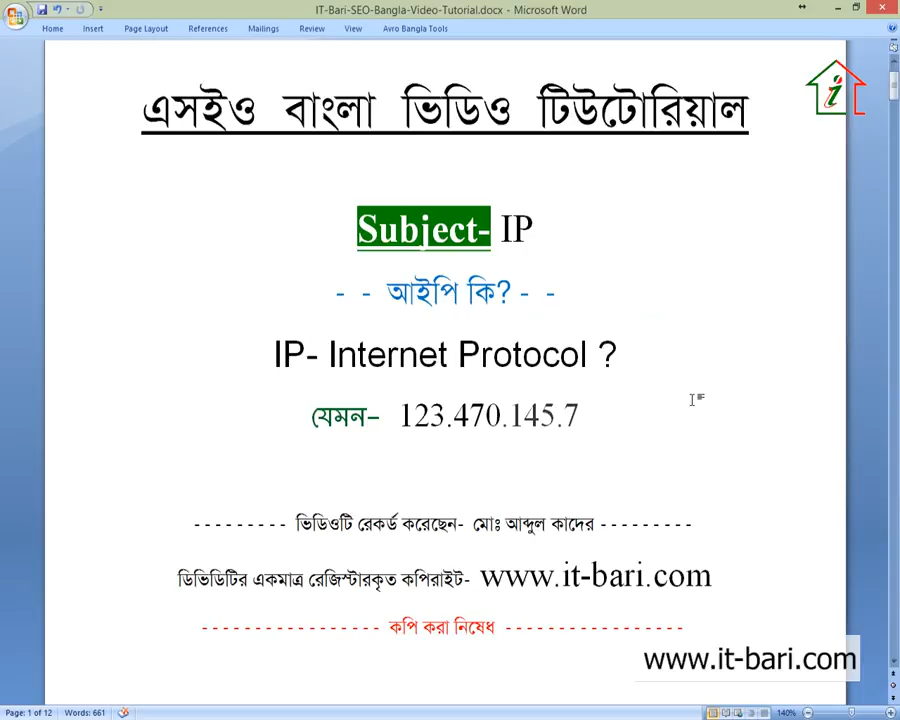 IT-Bari-SEO-Bangla-Video-Tutorial.docx - Microsoft Word
Home Insert Page Layout References Mailings Review View Avro Bangla Tools
এসইও বাংলা ভিডিও টিউটোরিয়াল
Subject- IP
- - আইপি কি? - -
IP- Internet Protocol ?
যেমন- 123.470.145.7
- - - - - - - - - ভিডিওটি রেকর্ড করেছেন- মোঃ আব্দুল কাদের - - - - - - - - -
ডিভিডিটির একমাত্র রেজিস্টারকৃত কপিরাইট- www.it-bari.com
- - - - - - - - - - - - - - - - - কপি করা নিষেধ - - - - - - - - - - - - - - - - -
www.it-bari.com
Page: 1 of 12 Words: 661 140%